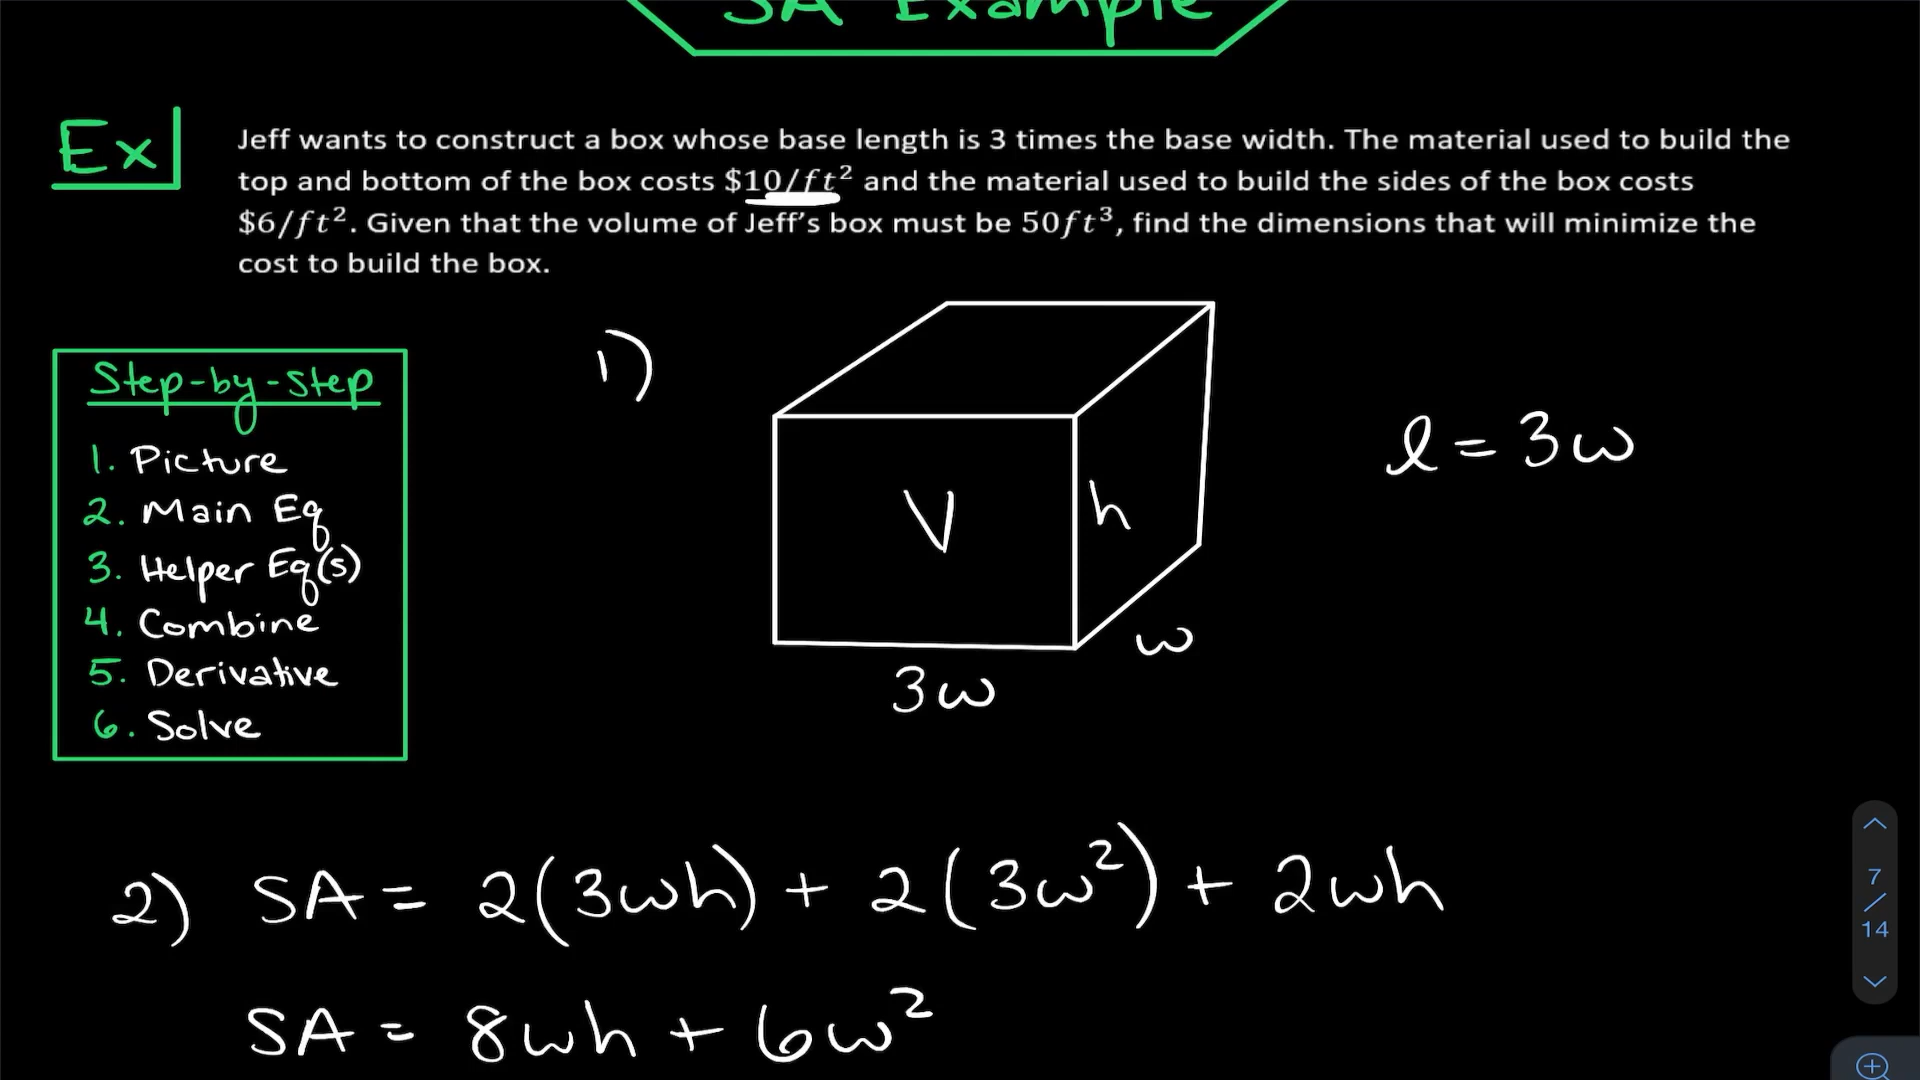 SA Example
Ex
Jeff wants to construct a box whose base length is 3 times the base width. The material used to build the
top and bottom of the box costs $10/ft² and the material used to build the sides of the box costs
$6/ft². Given that the volume of Jeff's box must be 50ft³, find the dimensions that will minimize the
cost to build the box.
Step-by-step
1. Picture
2. Main Eq
3. Helper Eq(s)
4. Combine
5. Derivative
6. Solve
1)
V
h
w
3w
l = 3w
2) SA = 2(3wh) + 2(3w²) + 2wh
SA = 8wh + 6w²
7
/
14